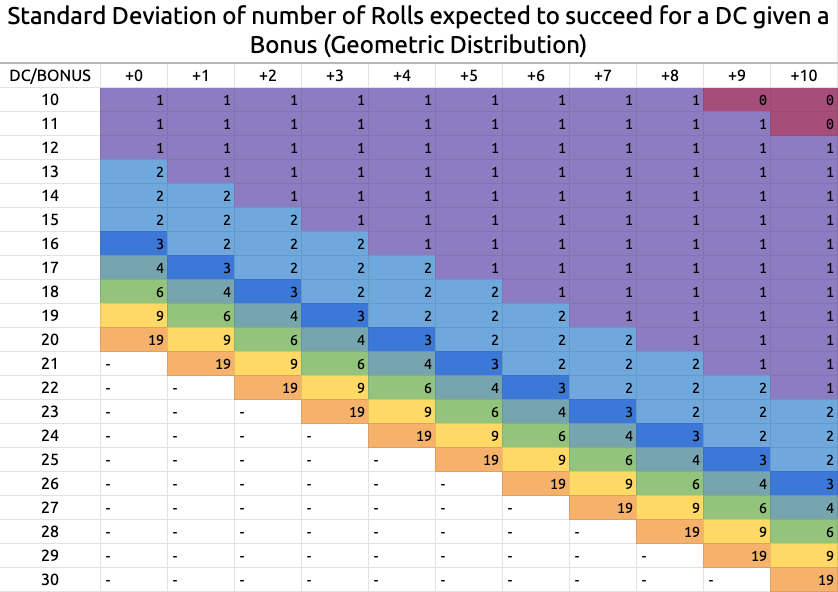 Standard Deviation of number of Rolls expected to succeed for a DC given a
Bonus (Geometric Distribution)
DC/BONUS +0 +1 +2 +3 +4 +5 +6 +7 +8 +9 +10
10 1 1 1 1 1 1 1 1 1 0 0
11 1 1 1 1 1 1 1 1 1 1 0
12 1 1 1 1 1 1 1 1 1 1 1
13 2 1 1 1 1 1 1 1 1 1 1
14 2 2 1 1 1 1 1 1 1 1 1
15 2 2 2 1 1 1 1 1 1 1 1
16 3 2 2 2 1 1 1 1 1 1 1
17 4 3 2 2 2 1 1 1 1 1 1
18 6 4 3 2 2 2 1 1 1 1 1
19 9 6 4 3 2 2 2 1 1 1 1
20 19 9 6 4 3 2 2 2 1 1 1
21 - 19 9 6 4 3 2 2 2 1 1
22 - - 19 9 6 4 3 2 2 2 1
23 - - - 19 9 6 4 3 2 2 2
24 - - - - 19 9 6 4 3 2 2
25 - - - - - 19 9 6 4 3 2
26 - - - - - - 19 9 6 4 3
27 - - - - - - - 19 9 6 4
28 - - - - - - - - 19 9 6
29 - - - - - - - - - 19 9
30 - - - - - - - - - - 19